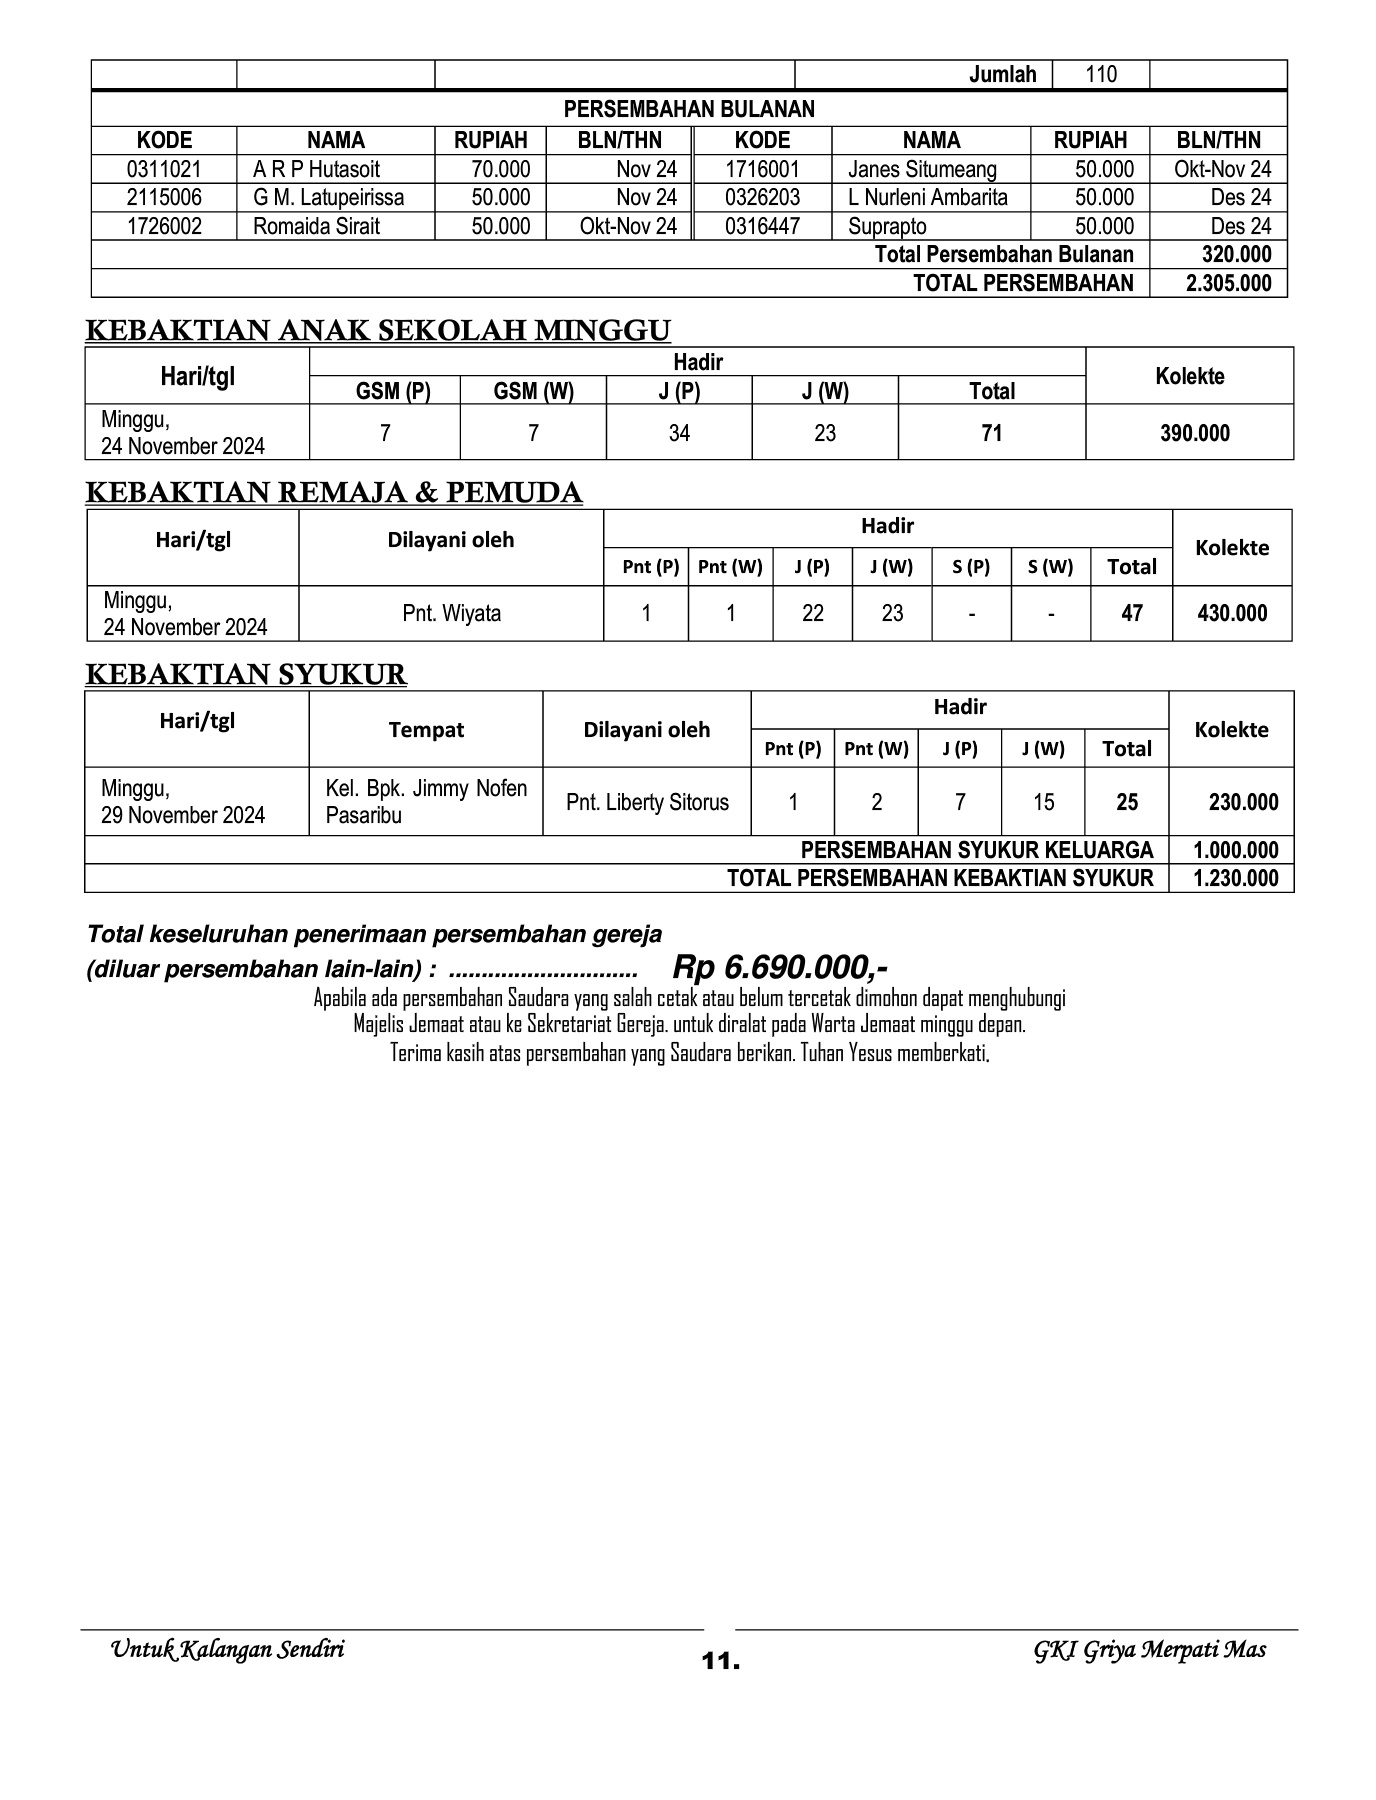 Jumlah 110
PERSEMBAHAN BULANAN
KODE NAMA RUPIAH BLN/THN KODE NAMA RUPIAH BLN/THN
0311021 A R P Hutasoit 70.000 Nov 24 1716001 Janes Situmeang 50.000 Okt-Nov 24
2115006 G M. Latupeirissa 50.000 Nov 24 0326203 L Nurleni Ambarita 50.000 Des 24
1726002 Romaida Sirait 50.000 Okt-Nov 24 0316447 Suprapto 50.000 Des 24
Total Persembahan Bulanan 320.000
TOTAL PERSEMBAHAN 2.305.000
KEBAKTIAN ANAK SEKOLAH MINGGU
Hari/tgl Hadir Kolekte
GSM (P) GSM (W) J (P) J (W) Total
Minggu,
24 November 2024 7 7 34 23 71 390.000
KEBAKTIAN REMAJA & PEMUDA
Hari/tgl Dilayani oleh Hadir Kolekte
Pnt (P) Pnt (W) J (P) J (W) S (P) S (W) Total
Minggu,
24 November 2024 Pnt. Wiyata 1 1 22 23 - - 47 430.000
KEBAKTIAN SYUKUR
Hari/tgl Tempat Dilayani oleh Hadir Kolekte
Pnt (P) Pnt (W) J (P) J (W) Total
Minggu, Kel. Bpk. Jimmy Nofen
29 November 2024 Pasaribu Pnt. Liberty Sitorus 1 2 7 15 25 230.000
PERSEMBAHAN SYUKUR KELUARGA 1.000.000
TOTAL PERSEMBAHAN KEBAKTIAN SYUKUR 1.230.000
Total keseluruhan penerimaan persembahan gereja
(diluar persembahan lain-lain) : ............................. Rp 6.690.000,-
Apabila ada persembahan Saudara yang salah cetak atau belum tercetak dimohon dapat menghubungi
Majelis Jemaat atau ke Sekretariat Gereja. untuk diralat pada Warta Jemaat minggu depan.
Terima kasih atas persembahan yang Saudara berikan. Tuhan Yesus memberkati.
Untuk Kalangan Sendiri 11. GKI Griya Merpati Mas